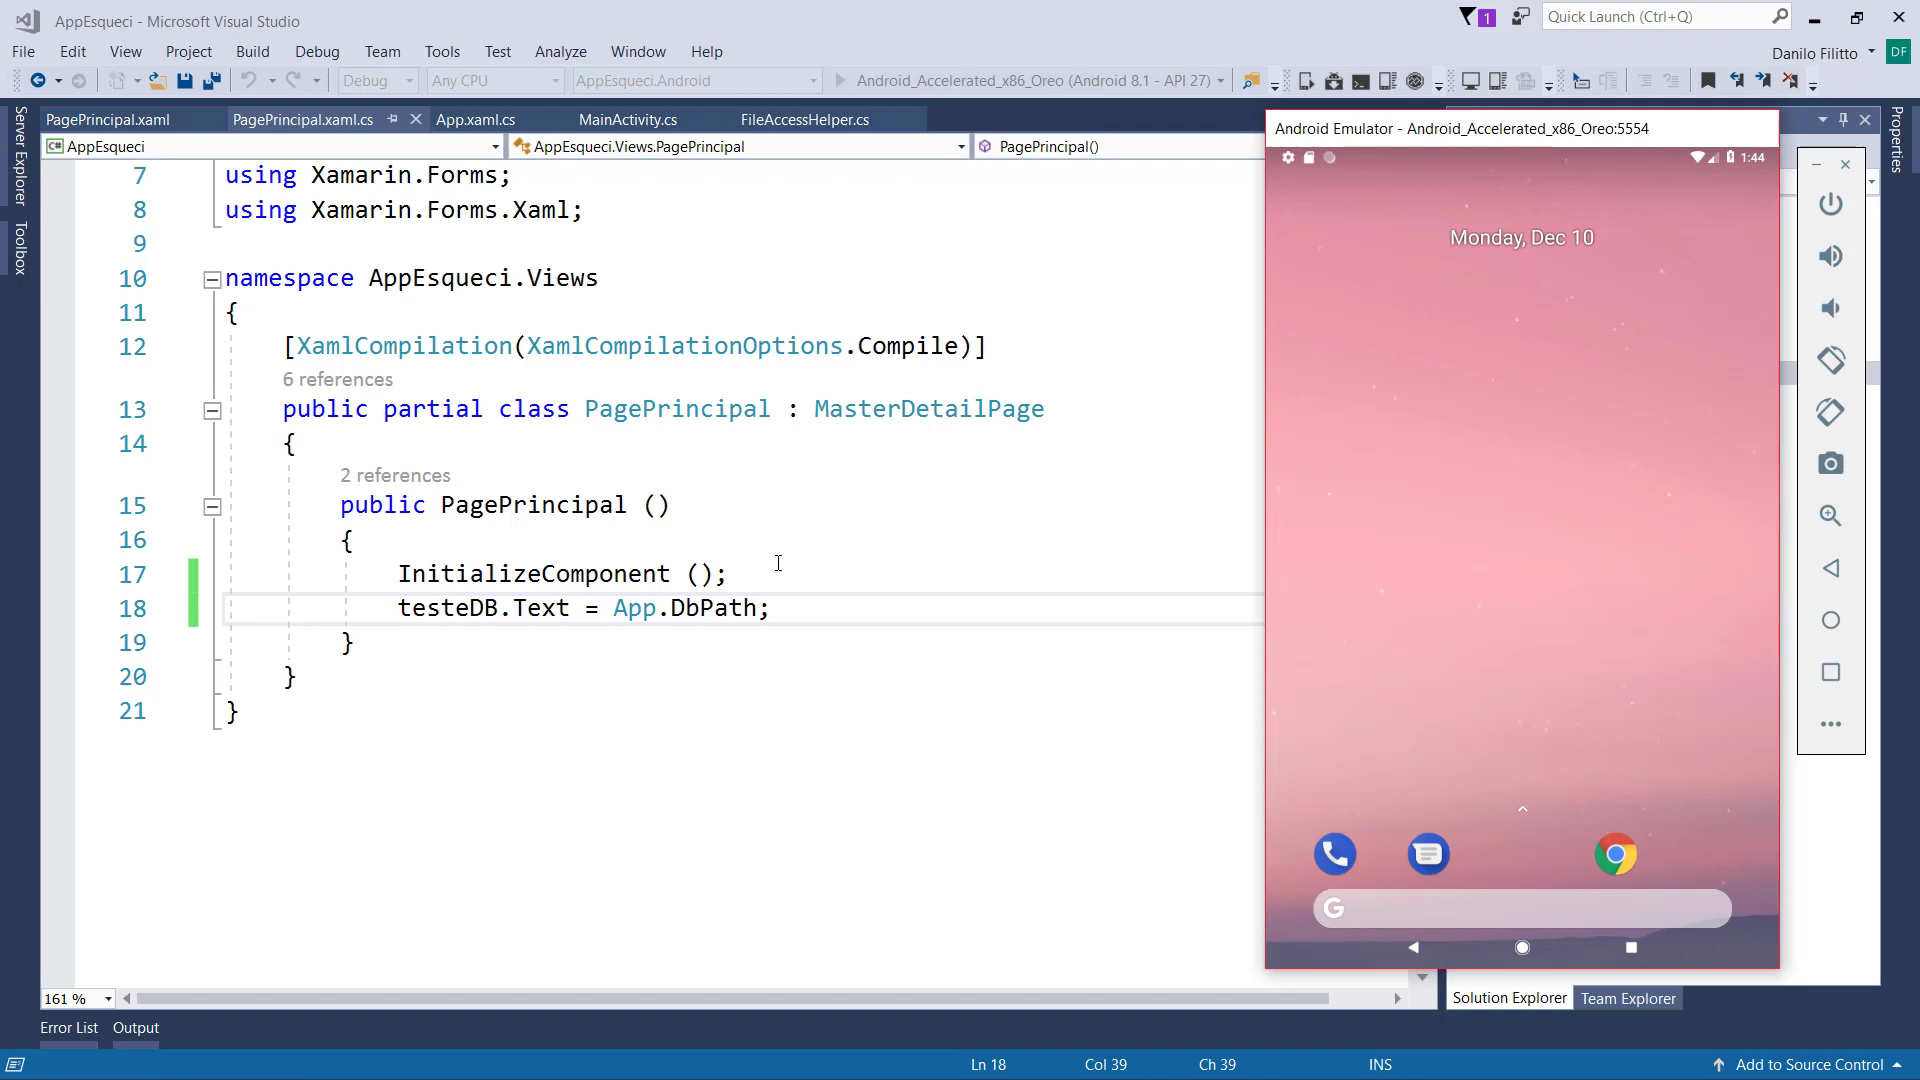 AppEsqueci - Microsoft Visual Studio
1
Quick Launch (Ctrl+Q)
File Edit View Project Build Debug Team Tools Test Analyze Window Help
Danilo Filitto
DF
Debug
Any CPU
AppEsqueci.Android
Android_Accelerated_x86_Oreo (Android 8.1 - API 27)
Server Explorer
Toolbox
PagePrincipal.xaml
PagePrincipal.xaml.cs
App.xaml.cs
MainActivity.cs
FileAccessHelper.cs
C#
AppEsqueci
AppEsqueci.Views.PagePrincipal
PagePrincipal()
7 using Xamarin.Forms;
8 using Xamarin.Forms.Xaml;
9
10 namespace AppEsqueci.Views
11 {
12 [XamlCompilation(XamlCompilationOptions.Compile)]
6 references
13 public partial class PagePrincipal : MasterDetailPage
14 {
2 references
15 public PagePrincipal ()
16 {
17 InitializeComponent ();
18 testeDB.Text = App.DbPath;
19 }
20 }
21 }
Android Emulator - Android_Accelerated_x86_Oreo:5554
1:44
Monday, Dec 10
G
Properties
161 %
Solution Explorer
Team Explorer
Error List
Output
Ln 18
Col 39
Ch 39
INS
Add to Source Control